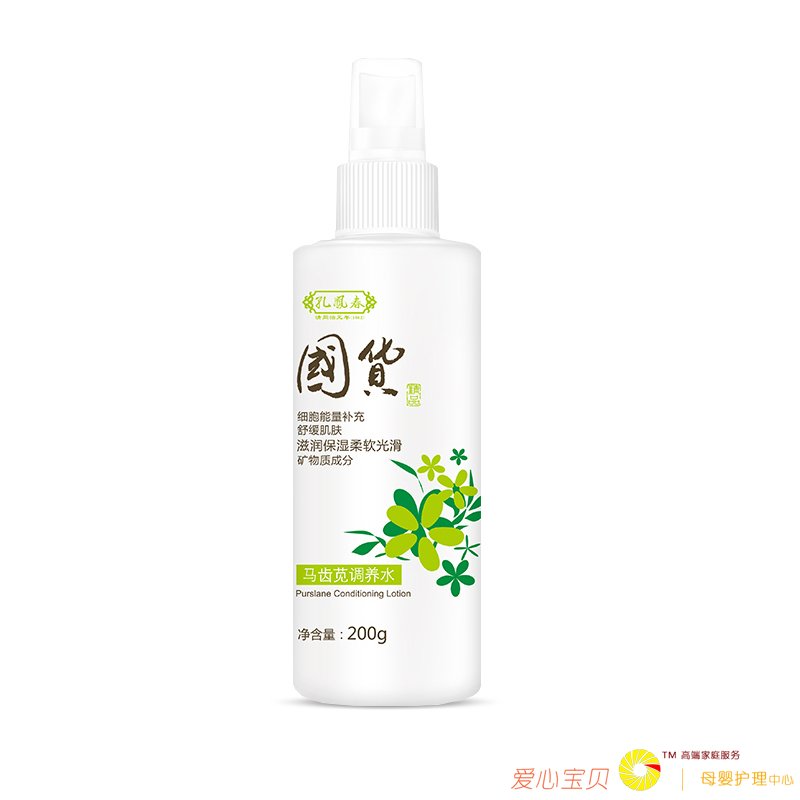 孔鳳春
國货
精品
细胞能量补充
舒缓肌肤
滋润保湿柔软光滑
矿物质成分
马齿苋调养水
Purslane Conditioning Lotion
净含量：200g
爱心宝贝
TM 高端家庭服务
母婴护理中心